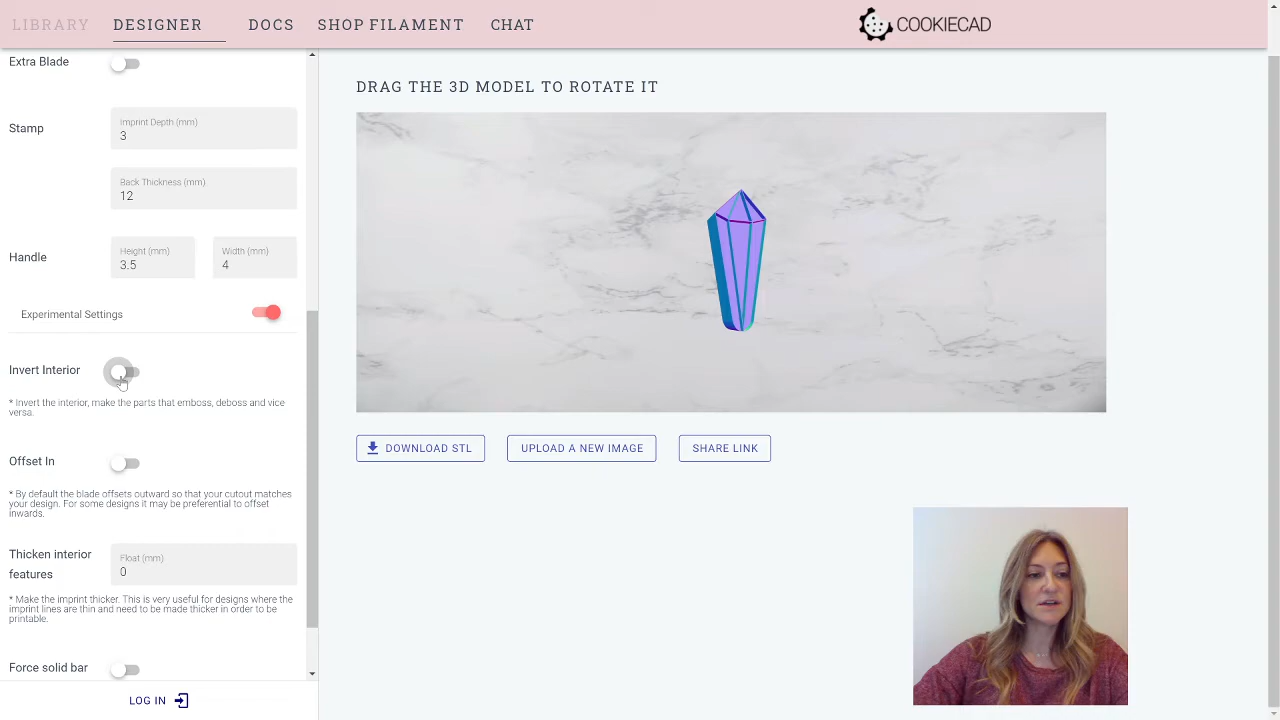 LIBRARY DESIGNER DOCS SHOP FILAMENT CHAT COOKIECAD
Extra Blade
Stamp
Imprint Depth (mm)
3
Back Thickness (mm)
12
Handle
Height (mm)
3.5
Width (mm)
4
Experimental Settings
Invert Interior
* Invert the interior, make the parts that emboss, deboss and vice
versa.
Offset In
* By default the blade offsets outward so that your cutout matches
your design. For some designs it may be preferential to offset
inwards.
Thicken interior
features
Float (mm)
0
* Make the imprint thicker. This is very useful for designs where the
imprint lines are thin and need to be made thicker in order to be
printable.
Force solid bar
LOG IN
DRAG THE 3D MODEL TO ROTATE IT
DOWNLOAD STL
UPLOAD A NEW IMAGE
SHARE LINK